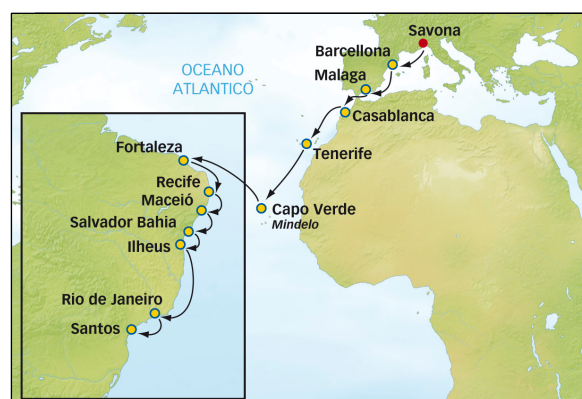 Savona
Barcellona
OCEANO
ATLANTICO
Malaga
Casablanca
Fortaleza
Tenerife
Recife
Maceió
Capo Verde
Mindelo
Salvador Bahia
Ilheus
Rio de Janeiro
Santos